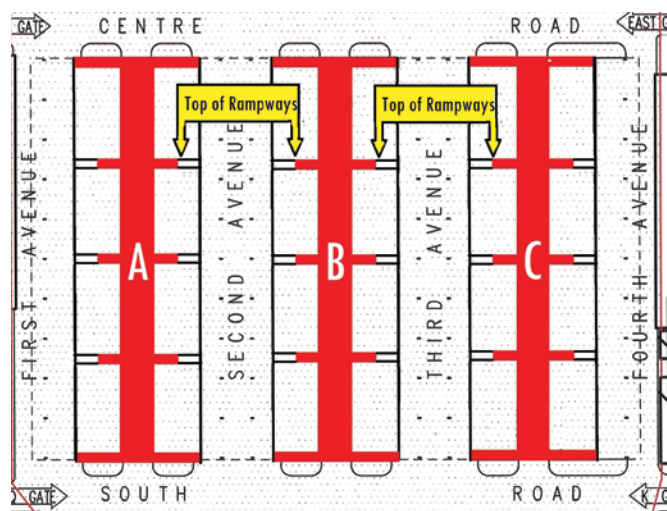 GATE
CENTRE ROAD
EAST G
Top of Rampways
Top of Rampways
FIRST AVENUE
A
SECOND AVENUE
B
THIRD AVENUE
C
FOURTH AVENUE
GATE
SOUTH ROAD
K G